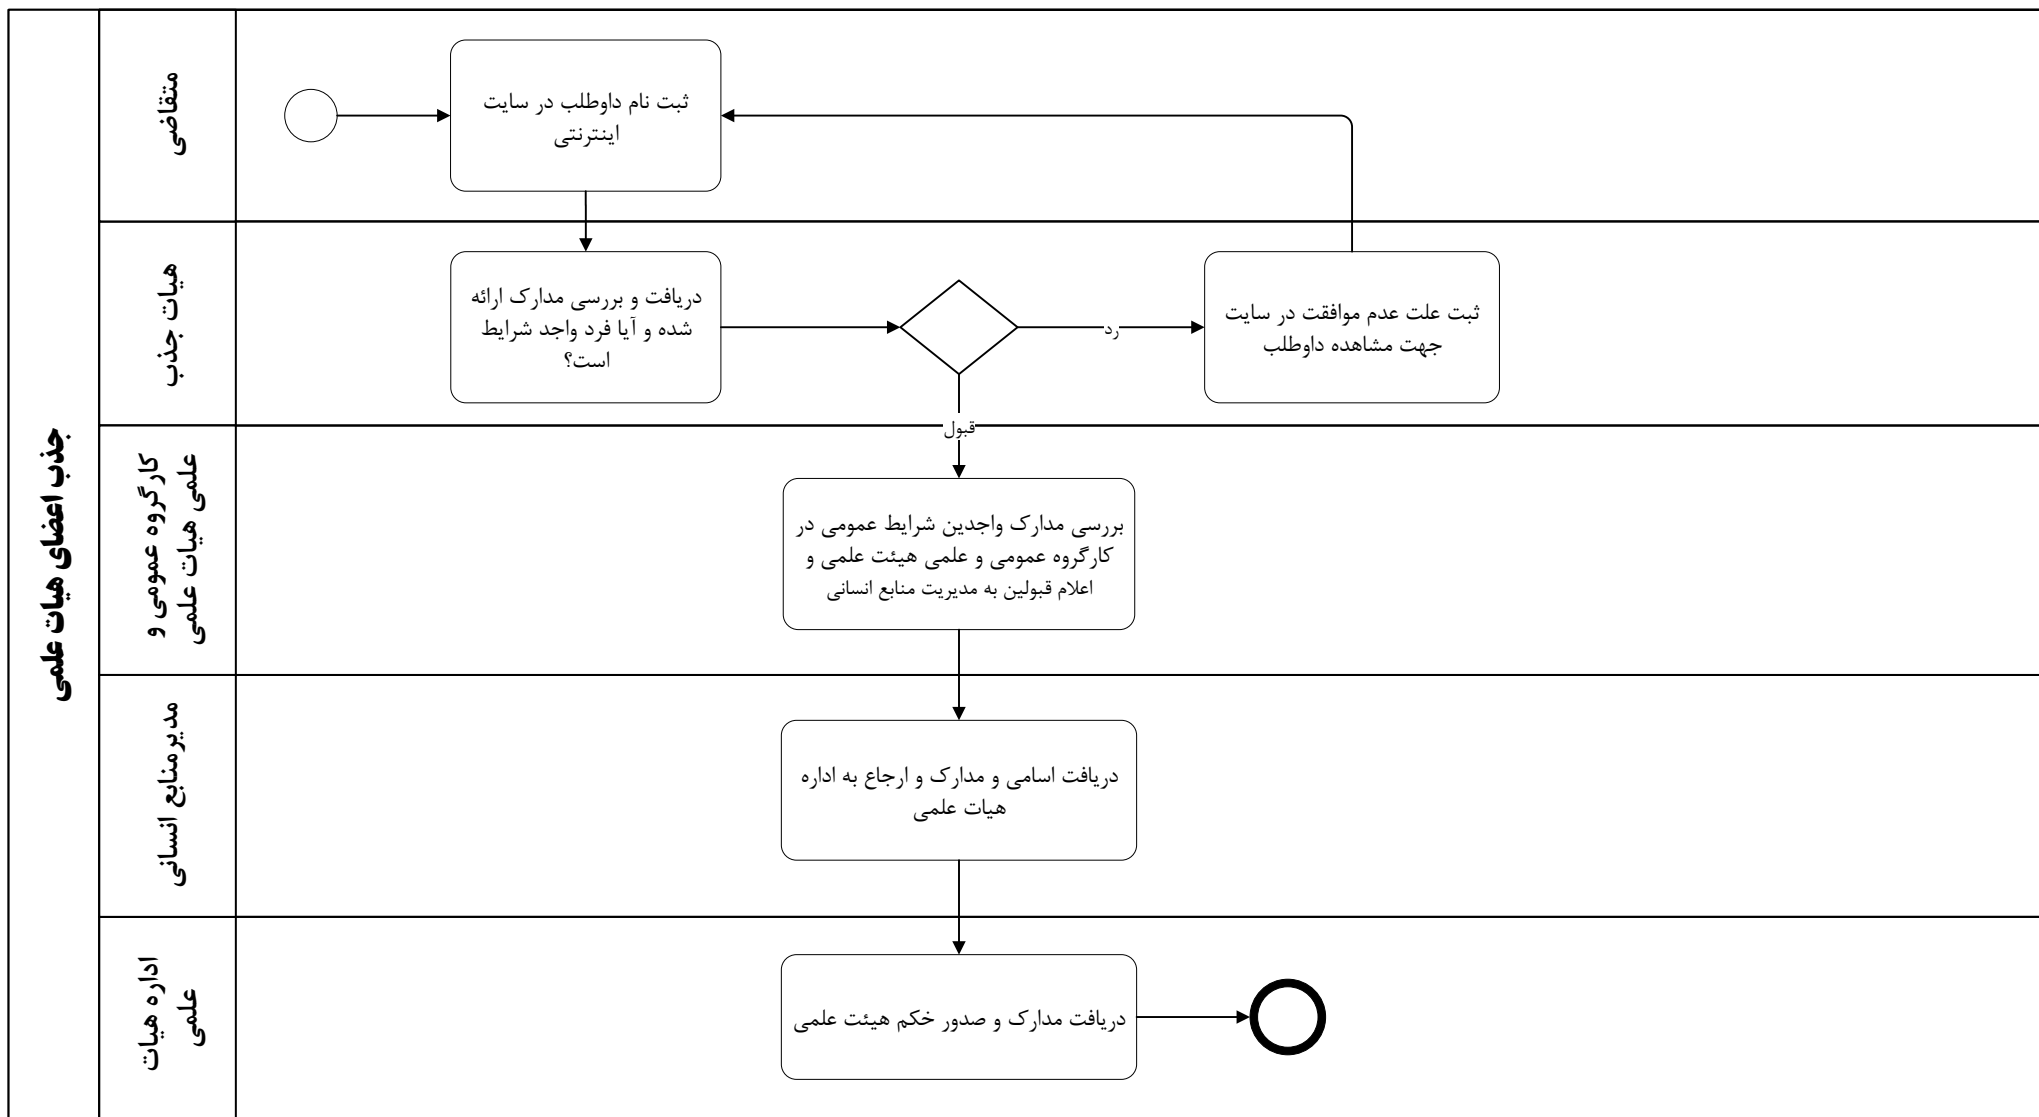 جذب اعضای هیات علمی
متقاضی
ثبت نام داوطلب در سایت
اینترنتی
هیات جذب
دریافت و بررسی مدارک ارائه
شده و آیا فرد واجد شرایط
است؟
رد
ثبت علت عدم موافقت در سایت
جهت مشاهده داوطلب
قبول
کارگروه عمومی و
علمی هیات علمی
بررسی مدارک واجدین شرایط عمومی در
کارگروه عمومی و علمی هیئت علمی و
اعلام قبولین به مدیریت منابع انسانی
مدیرمنابع انسانی
دریافت اسامی و مدارک و ارجاع به اداره
هیات علمی
اداره هیات
علمی
دریافت مدارک و صدور خکم هیئت علمی